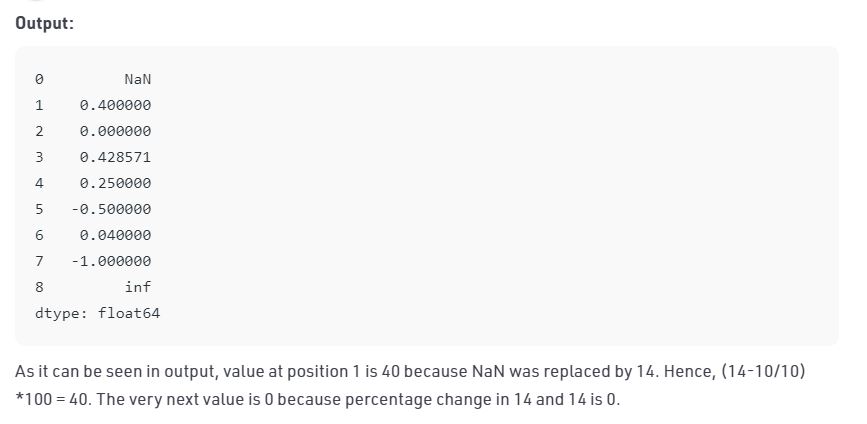 Output:
0 NaN
1 0.400000
2 0.000000
3 0.428571
4 0.250000
5 -0.500000
6 0.040000
7 -1.000000
8 inf
dtype: float64
As it can be seen in output, value at position 1 is 40 because NaN was replaced by 14. Hence, (14-10/10)
*100 = 40. The very next value is 0 because percentage change in 14 and 14 is 0.